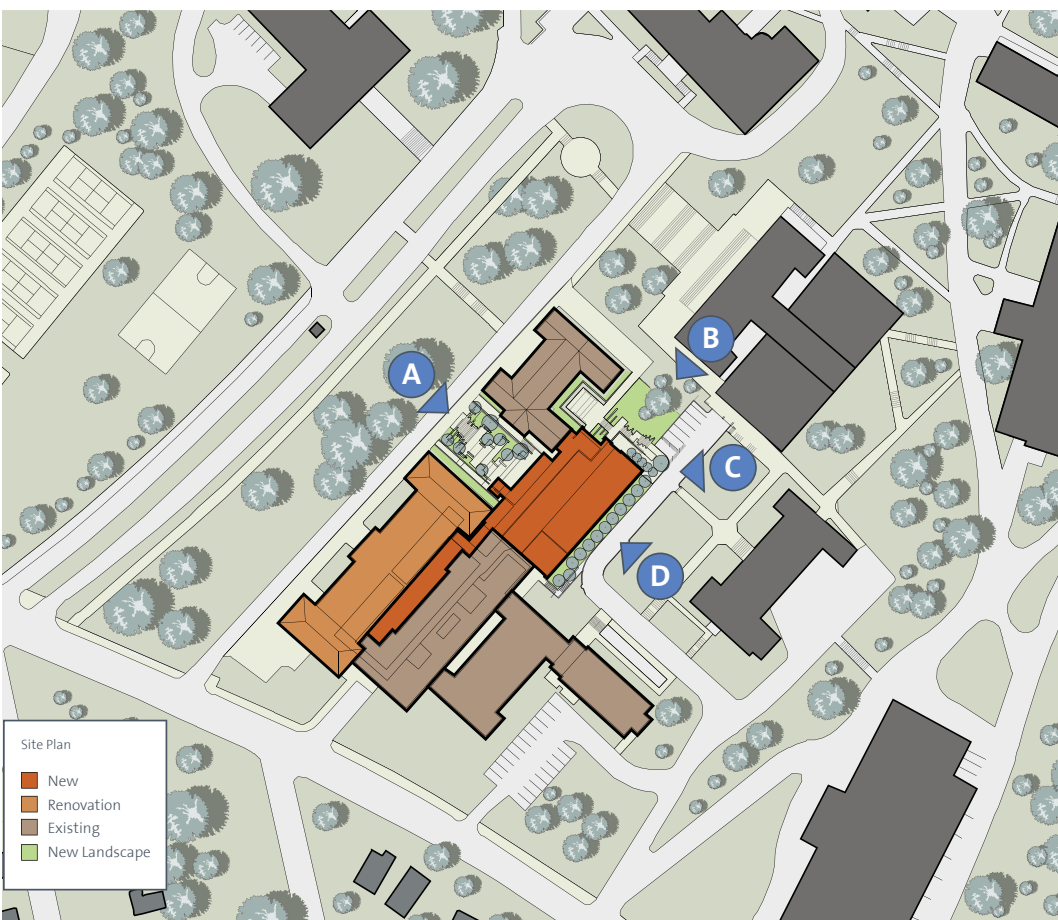 A
B
C
D
Site Plan
New
Renovation
Existing
New Landscape